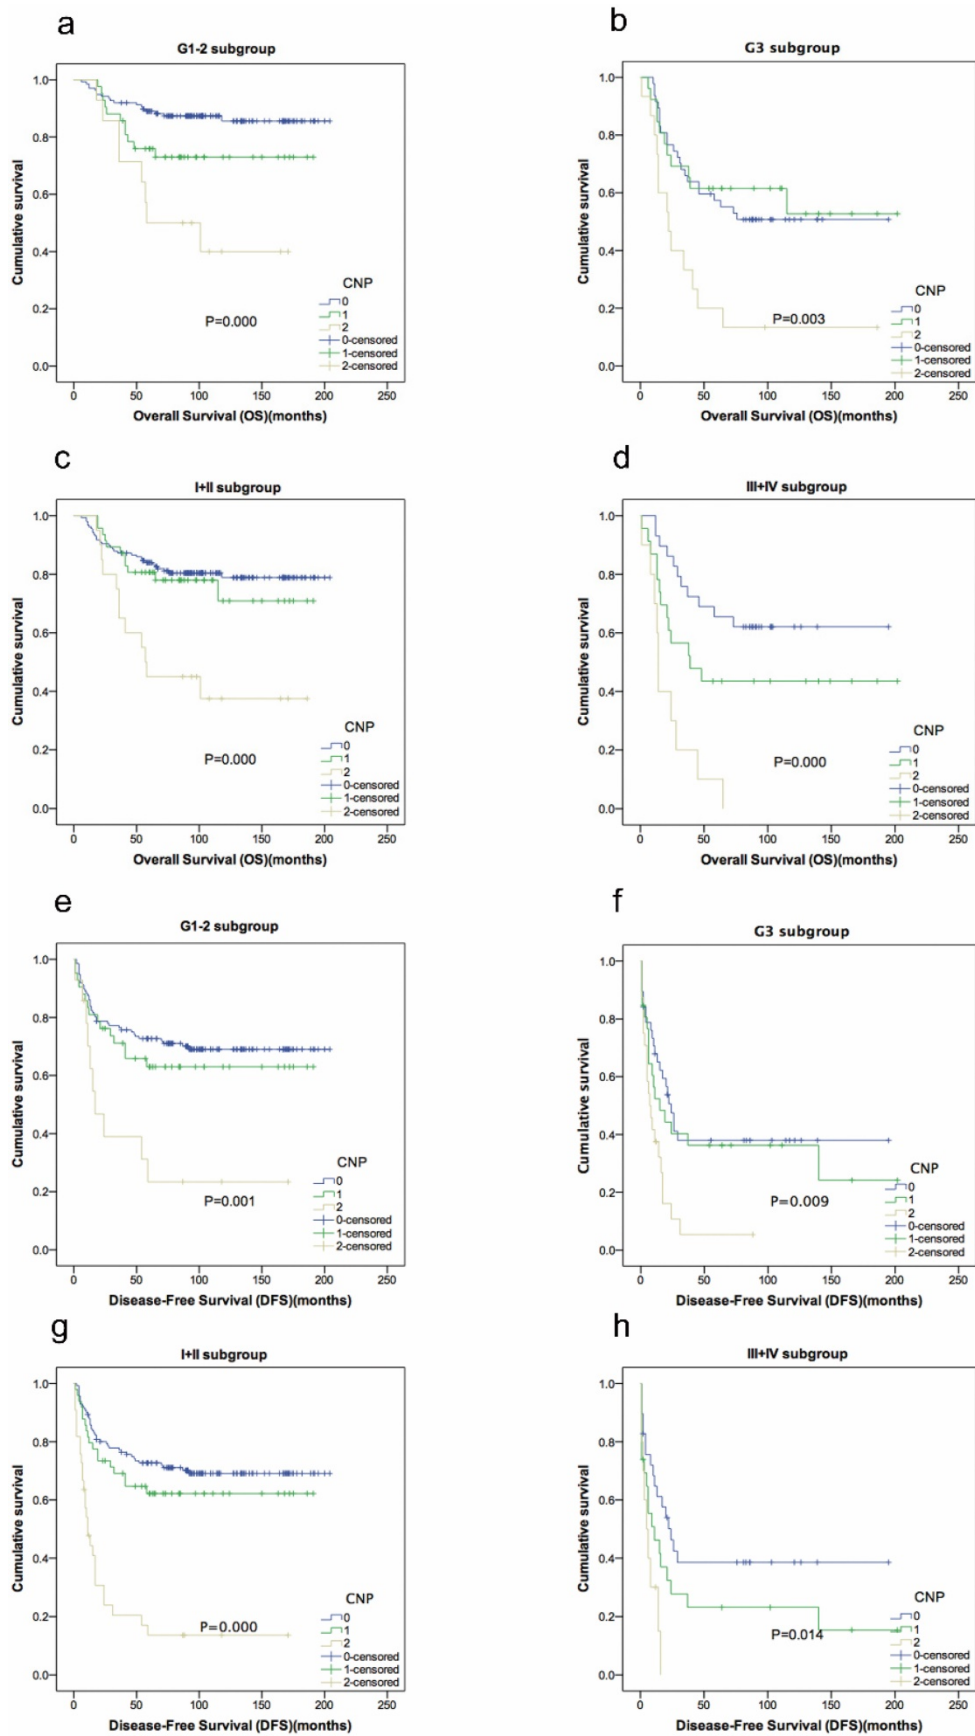 a
G1-2 subgroup
Cumulative survival
1.0
0.8
0.6
0.4
0.2
0.0
P=0.000
CNP
0
1
2
0-censored
1-censored
2-censored
0 50 100 150 200 250
Overall Survival (OS)(months)
b
G3 subgroup
Cumulative survival
1.0
0.8
0.6
0.4
0.2
0.0
P=0.003
CNP
0
1
2
0-censored
1-censored
2-censored
0 50 100 150 200 250
Overall Survival (OS)(months)
c
I+II subgroup
Cumulative survival
1.0
0.8
0.6
0.4
0.2
0.0
P=0.000
CNP
0
1
2
0-censored
1-censored
2-censored
0 50 100 150 200 250
Overall Survival (OS)(months)
d
III+IV subgroup
Cumulative survival
1.0
0.8
0.6
0.4
0.2
0.0
P=0.000
CNP
0
1
2
0-censored
1-censored
2-censored
0 50 100 150 200 250
Overall Survival (OS)(months)
e
G1-2 subgroup
Cumulative survival
1.0
0.8
0.6
0.4
0.2
0.0
P=0.001
CNP
0
1
2
0-censored
1-censored
2-censored
0 50 100 150 200 250
Disease-Free Survival (DFS)(months)
f
G3 subgroup
Cumulative survival
1.0
0.8
0.6
0.4
0.2
0.0
P=0.009
CNP
0
1
2
0-censored
1-censored
2-censored
0 50 100 150 200 250
Disease-Free Survival (DFS)(months)
g
I+II subgroup
Cumulative survival
1.0
0.8
0.6
0.4
0.2
0.0
P=0.000
CNP
0
1
2
0-censored
1-censored
2-censored
0 50 100 150 200 250
Disease-Free Survival (DFS)(months)
h
III+IV subgroup
Cumulative survival
1.0
0.8
0.6
0.4
0.2
0.0
P=0.014
CNP
0
1
2
0-censored
1-censored
2-censored
0 50 100 150 200 250
Disease-Free Survival (DFS)(months)